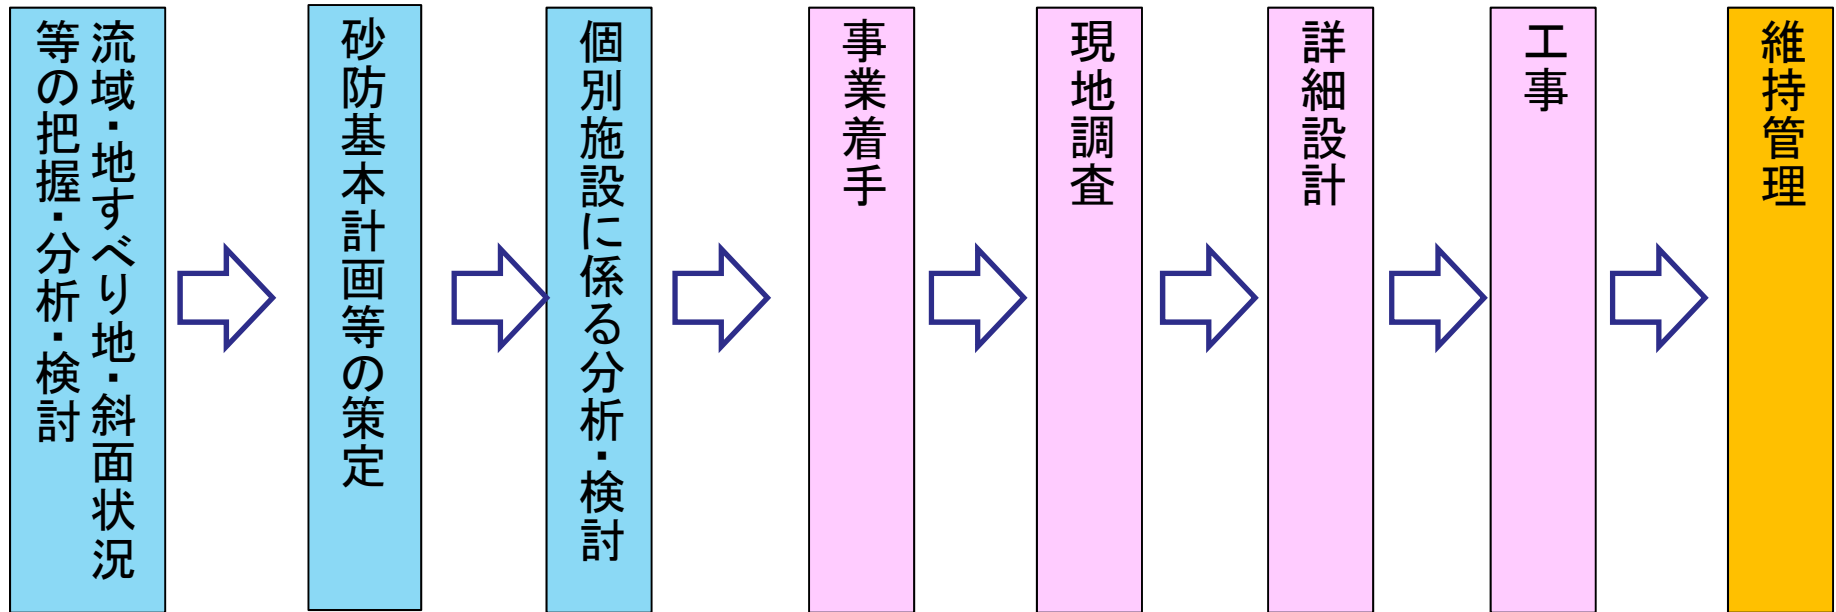 流域・地すべり地・斜面状況
等の把握・分析・検討
砂防基本計画等の策定
個別施設に係る分析・検討
事業着手
現地調査
詳細設計
工事
維持管理